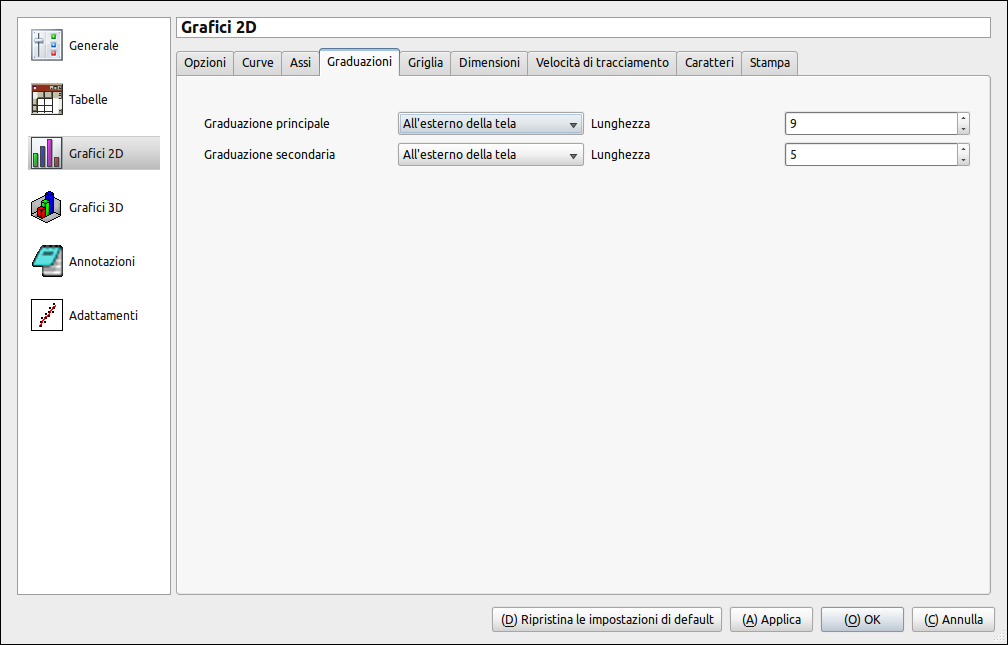 Generale
Tabelle
Grafici 2D
Grafici 3D
Annotazioni
Adattamenti
Grafici 2D
Opzioni Curve Assi Graduazioni Griglia Dimensioni Velocità di tracciamento Caratteri Stampa
Graduazione principale All'esterno della tela Lunghezza 9
Graduazione secondaria All'esterno della tela Lunghezza 5
(D) Ripristina le impostazioni di default (A) Applica (O) OK (C) Annulla